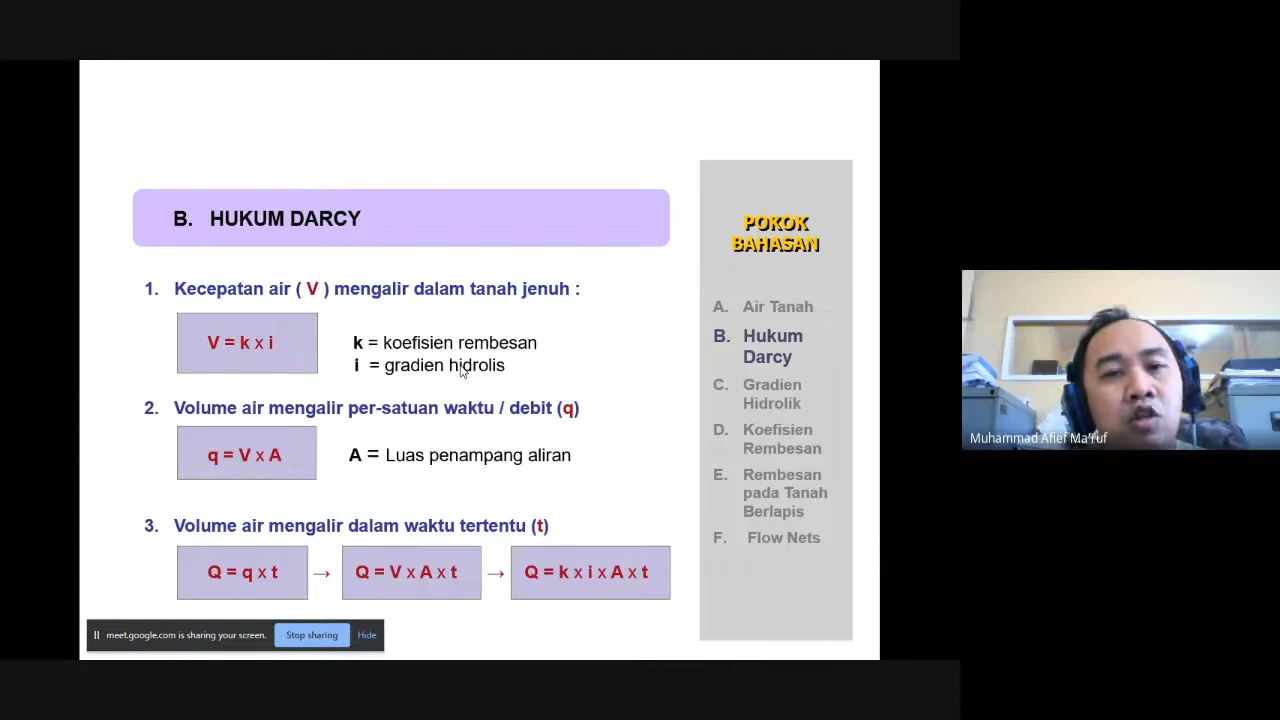 B. HUKUM DARCY
1. Kecepatan air ( V ) mengalir dalam tanah jenuh :
V = k x i
k = koefisien rembesan
i = gradien hidrolis
2. Volume air mengalir per-satuan waktu / debit (q)
q = V x A
A = Luas penampang aliran
3. Volume air mengalir dalam waktu tertentu (t)
Q = q x t → Q = V x A x t → Q = k x i x A x t
POKOK
BAHASAN
A. Air Tanah
B. Hukum
Darcy
C. Gradien
Hidrolik
D. Koefisien
Rembesan
E. Rembesan
pada Tanah
Berlapis
F. Flow Nets
meet.google.com is sharing your screen. Stop sharing Hide
Muhammad Afief Ma'ruf